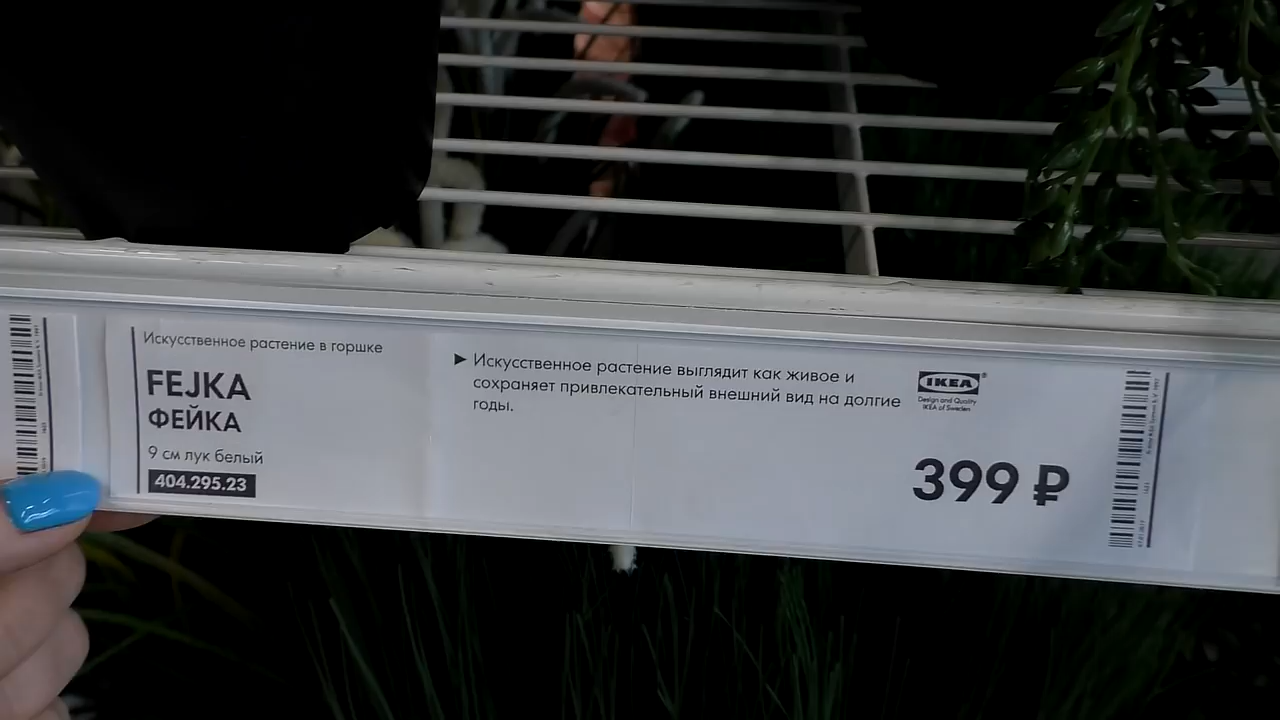 Искусственное растение в горшке
FEJKA
ФЕЙКА
9 см лук белый
404.295.23
► Искусственное растение выглядит как живое и
сохраняет привлекательный внешний вид на долгие
годы.
IKEA®
Design and Quality
IKEA of Sweden
399 ₽